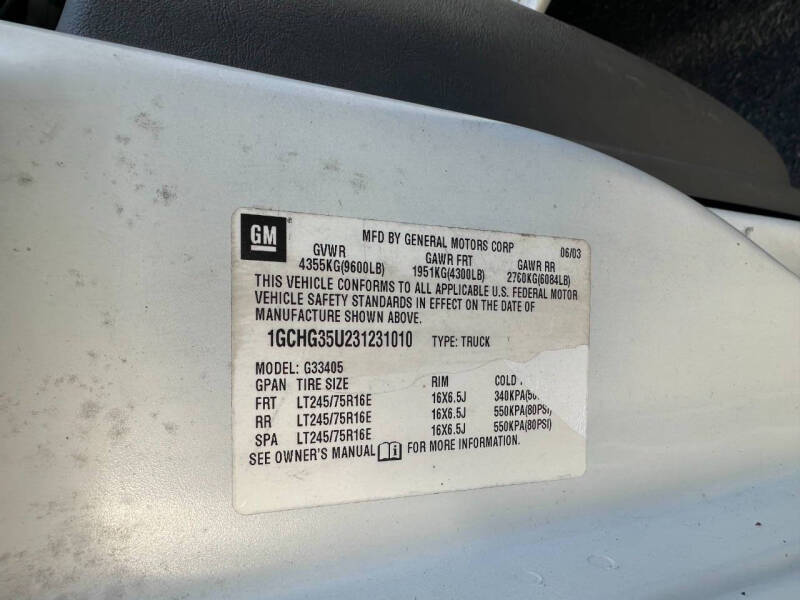 GM
MFD BY GENERAL MOTORS CORP 06/03
GVWR GAWR FRT GAWR RR
4355KG(9600LB) 1951KG(4300LB) 2760KG(6084LB)
THIS VEHICLE CONFORMS TO ALL APPLICABLE U.S. FEDERAL MOTOR
VEHICLE SAFETY STANDARDS IN EFFECT ON THE DATE OF
MANUFACTURE SHOWN ABOVE.
1GCHG35U231231010 TYPE: TRUCK
MODEL: G33405
GPAN TIRE SIZE RIM COLD
FRT LT245/75R16E 16X6.5J 340KPA(50
RR LT245/75R16E 16X6.5J 550KPA(80PSI)
SPA LT245/75R16E 16X6.5J 550KPA(80PSI)
SEE OWNER'S MANUAL FOR MORE INFORMATION.